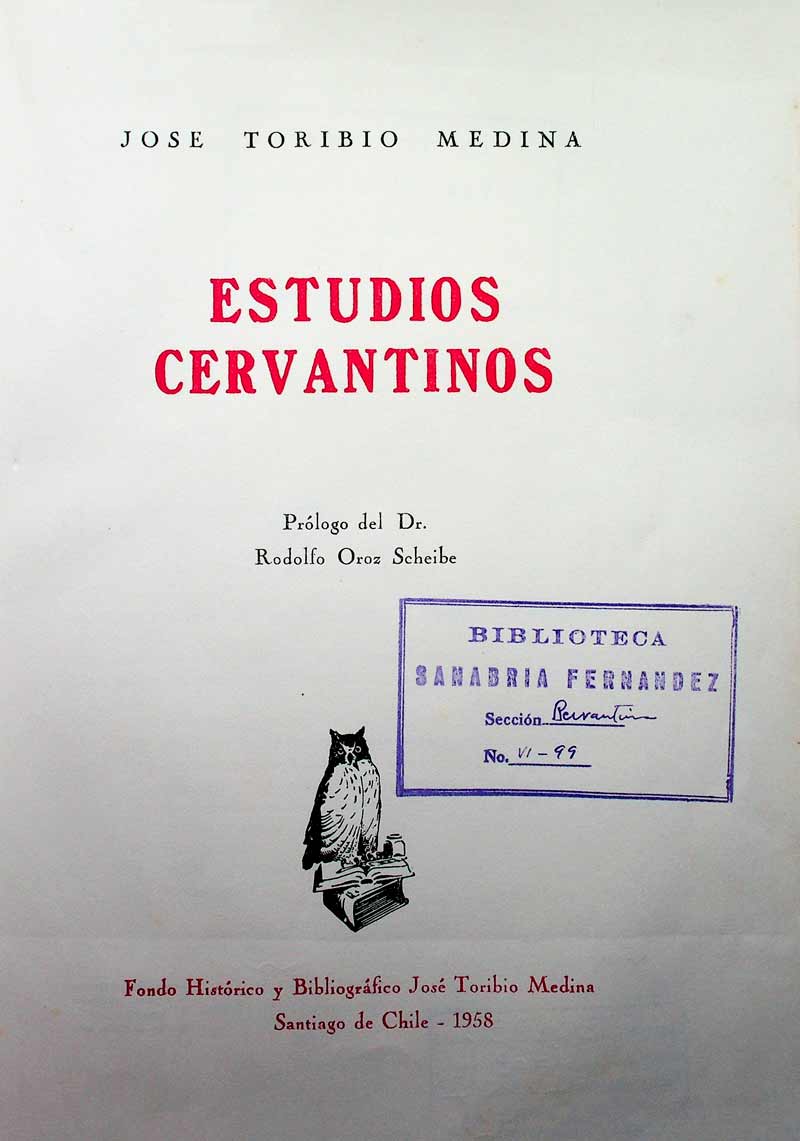 JOSE TORIBIO MEDINA
ESTUDIOS
CERVANTINOS
Prólogo del Dr.
Rodolfo Oroz Scheibe
BIBLIOTECA
SANABRIA FERNANDEZ
Sección Cervantina
No. VI-99
Fondo Histórico y Bibliográfico José Toribio Medina
Santiago de Chile - 1958